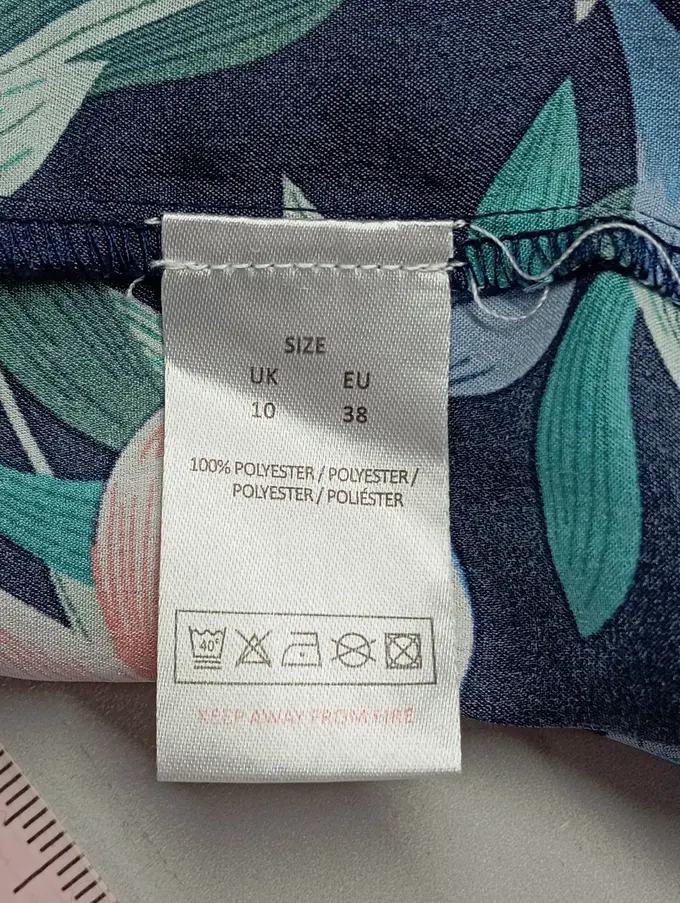 SIZE
UK EU
10 38
100% POLYESTER / POLYESTER /
POLYESTER / POLIÉSTER
40°
KEEP AWAY FROM FIRE